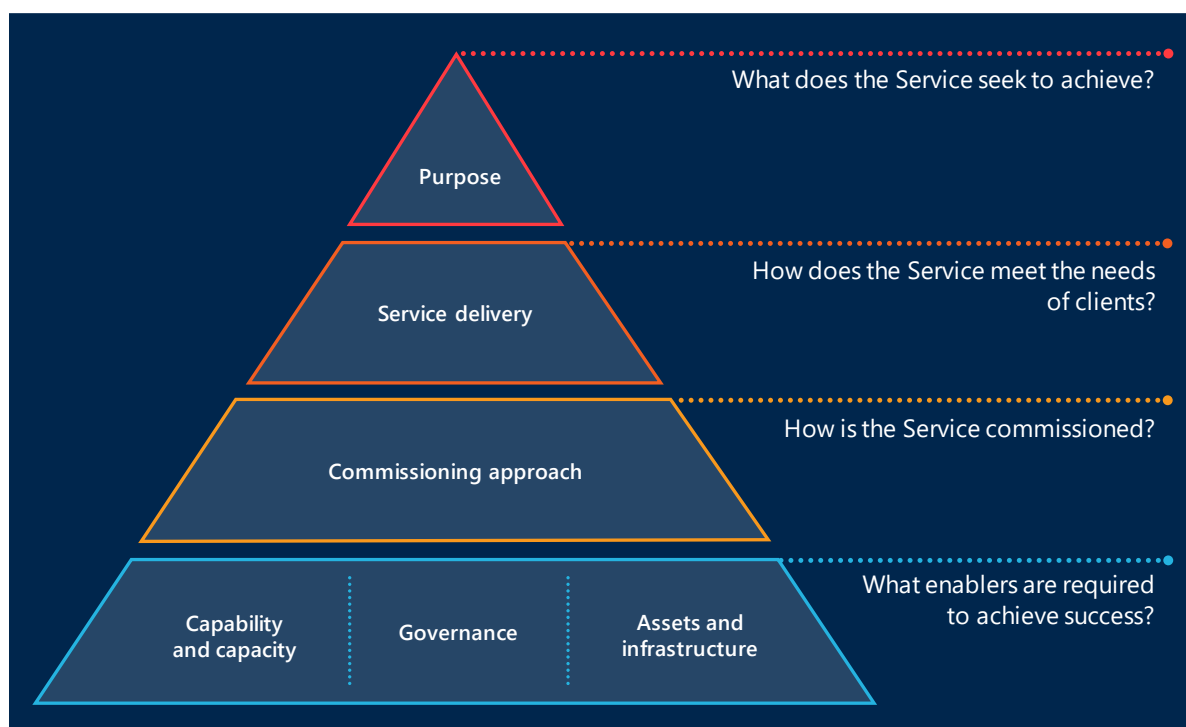 What does the Service seek to achieve?
Purpose
How does the Service meet the needs
of clients?
Service delivery
How is the Service commissioned?
Commissioning approach
What enablers are required
to achieve success?
Capability
and capacity
Governance
Assets and
infrastructure